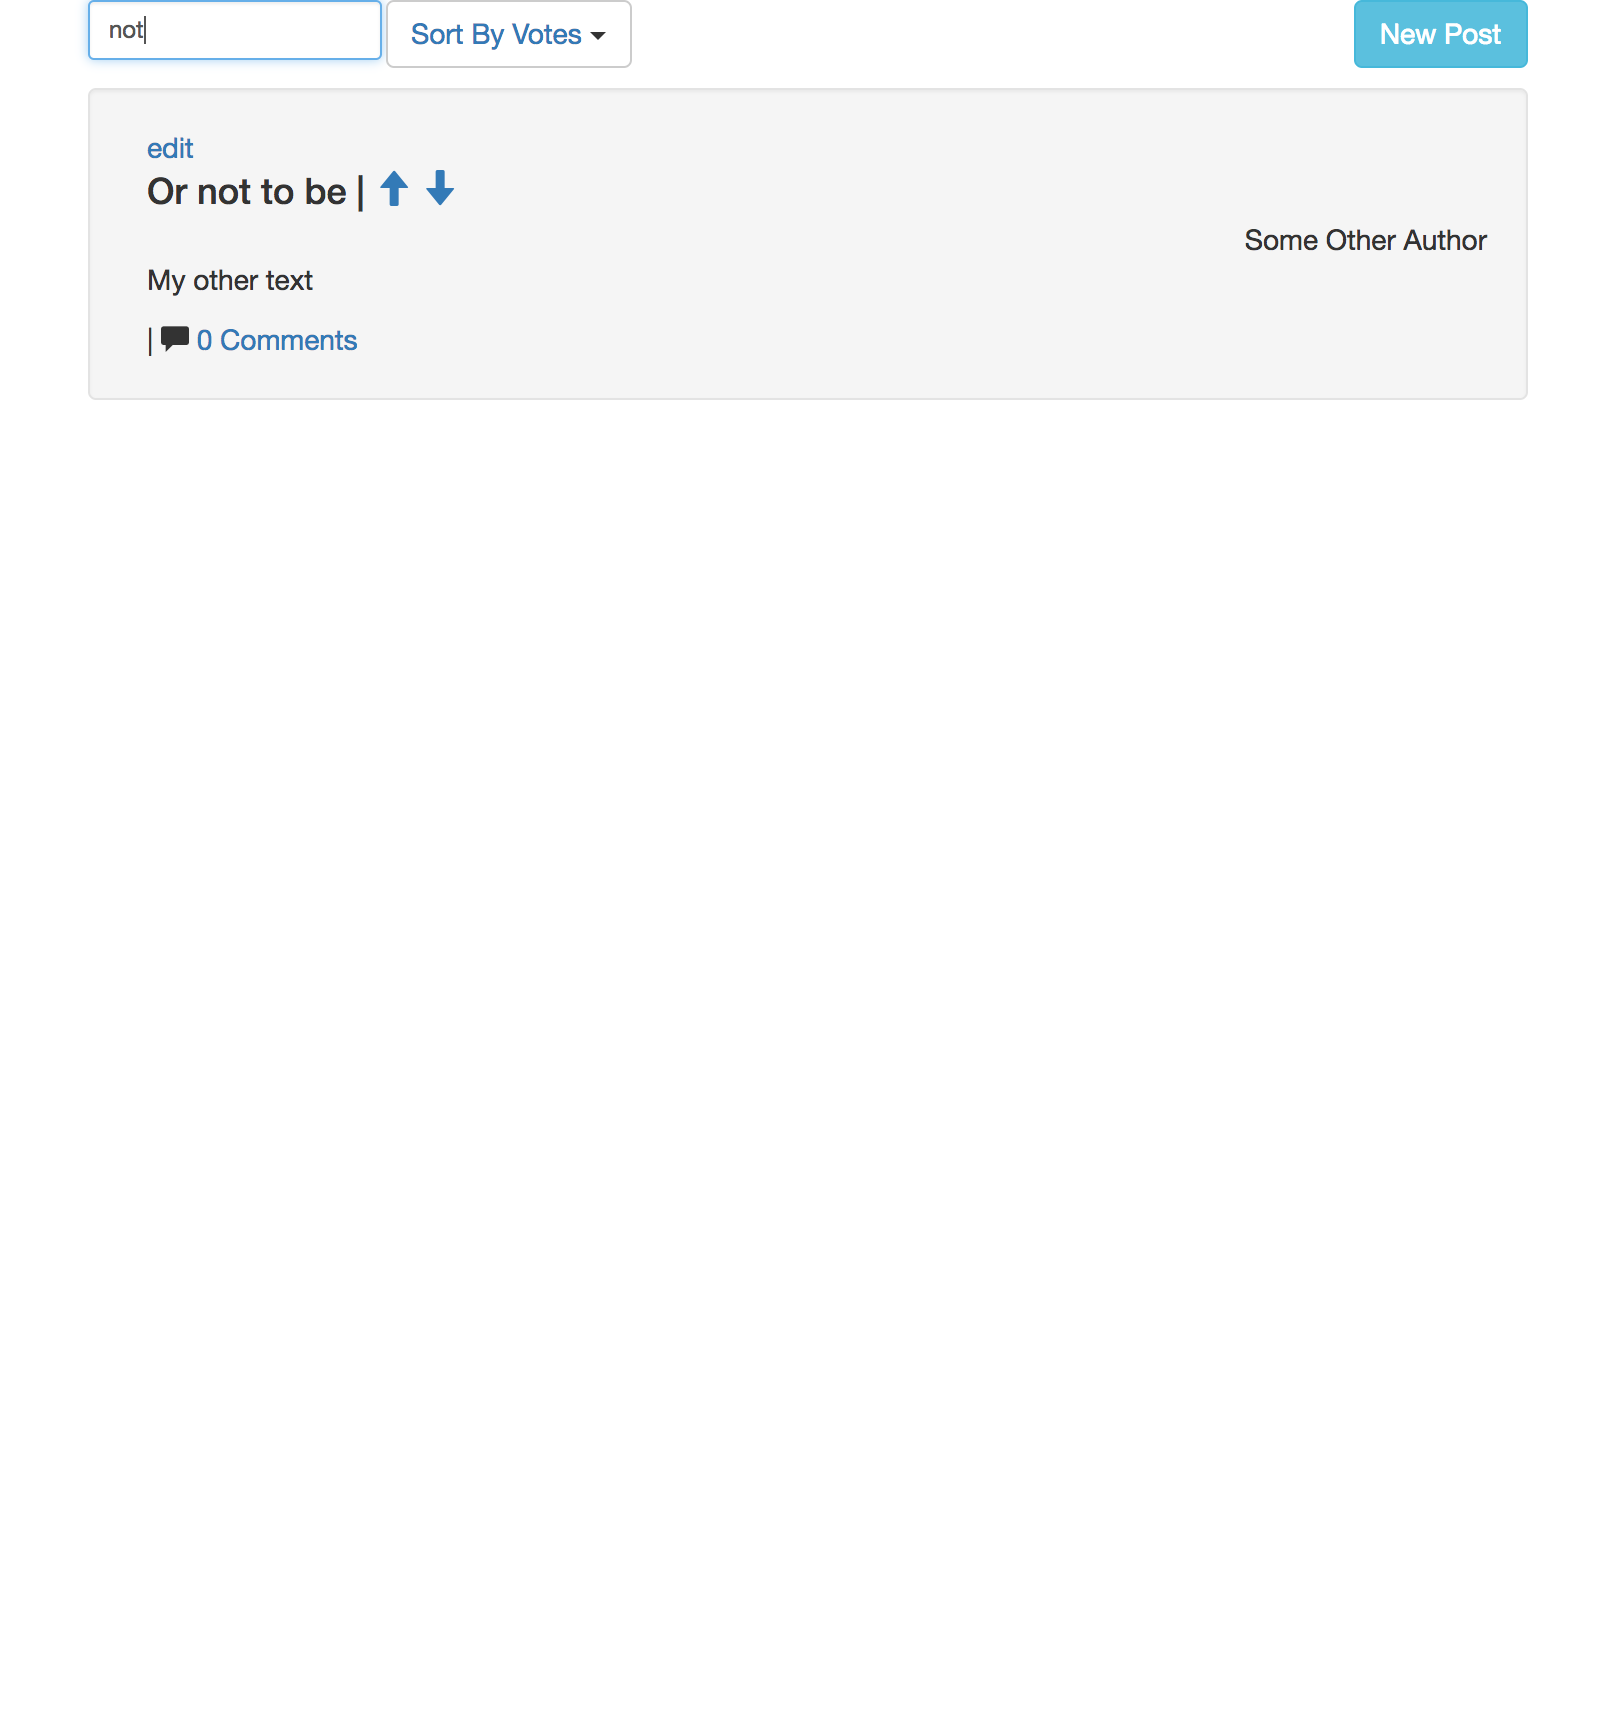 not
Sort By Votes
New Post
edit
Or not to be |
Some Other Author
My other text
| 0 Comments